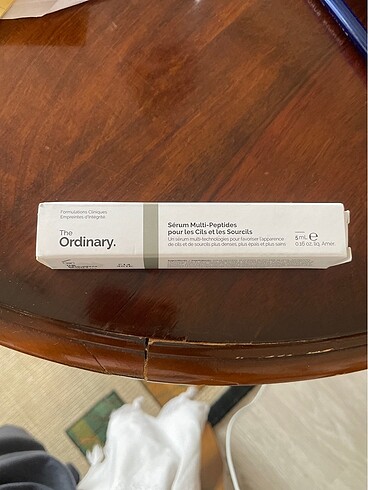 Formulations Cliniques
Empreintes d'Intégrité
The
Ordinary.
Sérum Multi-Peptides
pour les Cils et les Sourcils
Un sérum multi-technologies pour favoriser l'apparence
de cils et de sourcils plus denses, plus épais et plus sains
5 mL ℮
0.16 oz. liq. Amer.